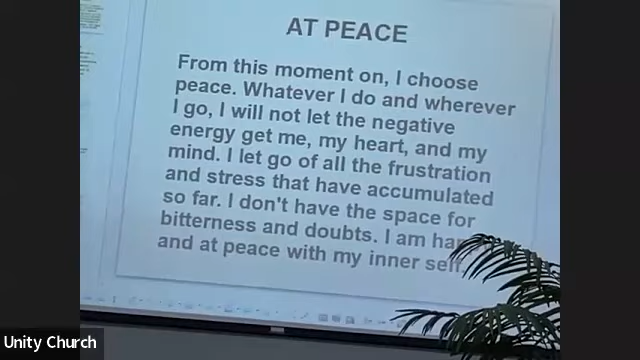 AT PEACE
From this moment on, I choose
peace. Whatever I do and wherever
I go, I will not let the negative
energy get me, my heart, and my
mind. I let go of all the frustration
and stress that have accumulated
so far. I don't have the space for
bitterness and doubts. I am
and at peace with my inner
Unity Church